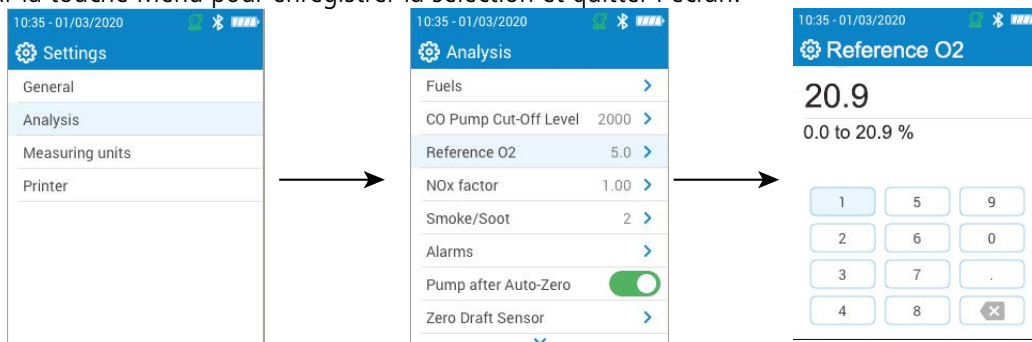 la touche Menu pour enregistrer la sélection et quitter l'écran.
10:35 - 01/03/2020
Settings
General
Analysis
Measuring units
Printer
10:35 - 01/03/2020
Analysis
Fuels
CO Pump Cut-Off Level 2000
Reference O2 5.0
NOx factor 1.00
Smoke/Soot 2
Alarms
Pump after Auto-Zero
Zero Draft Sensor
10:35 - 01/03/2020
Reference O2
20.9
0.0 to 20.9 %
1 5 9
2 6 0
3 7 .
4 8